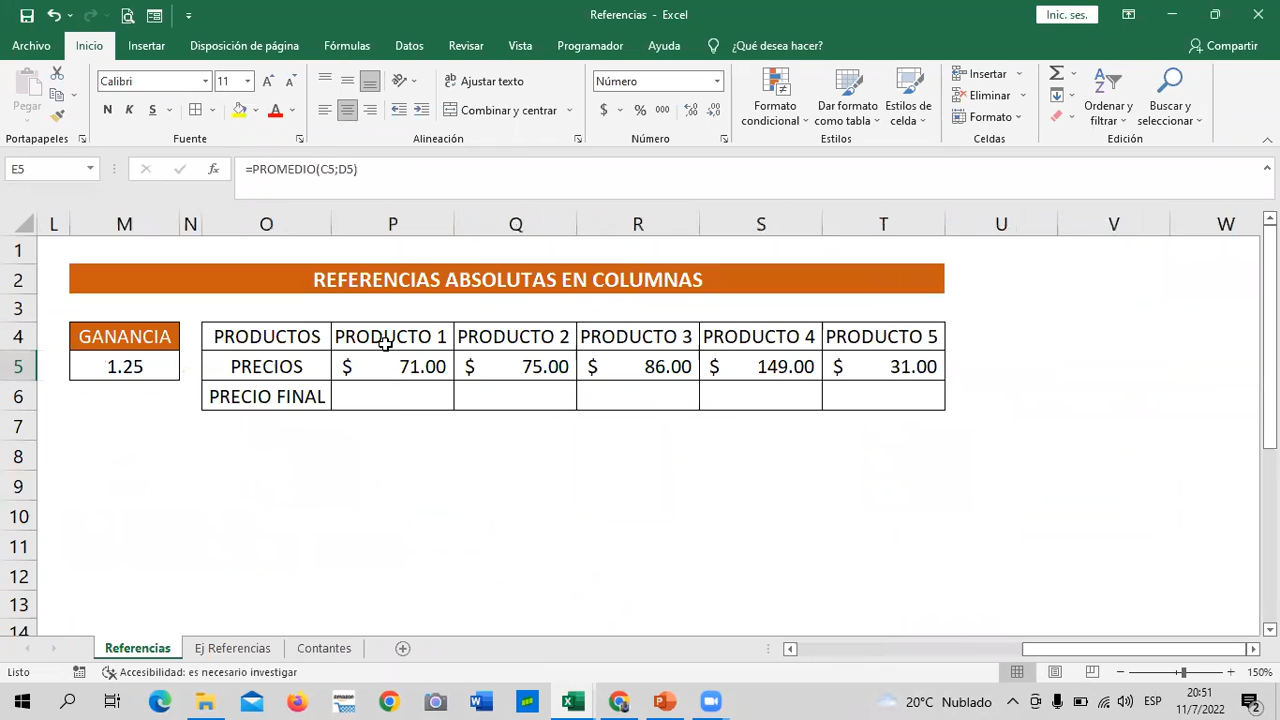 Referencias - Excel
Inic. ses.
Archivo Inicio Insertar Disposición de página Fórmulas Datos Revisar Vista Programador Ayuda ¿Qué desea hacer? Compartir
Pegar
Calibri 11
N K S
Ajustar texto
Combinar y centrar
Número
$ % 000
Formato condicional
Dar formato como tabla
Estilos de celda
Insertar
Eliminar
Formato
Ordenar y filtrar
Buscar y seleccionar
Portapapeles Fuente Alineación Número Estilos Celdas Edición
E5 fx =PROMEDIO(C5;D5)
L M N O P Q R S T U V W
1
2 REFERENCIAS ABSOLUTAS EN COLUMNAS
3
4 GANANCIA PRODUCTOS PRODUCTO 1 PRODUCTO 2 PRODUCTO 3 PRODUCTO 4 PRODUCTO 5
5 1.25 PRECIOS $ 71.00 $ 75.00 $ 86.00 $ 149.00 $ 31.00
6 PRECIO FINAL
7
8
9
10
11
12
13
14
Referencias Ej Referencias Contantes
Listo Accesibilidad: es necesario investigar 150%
20°C Nublado ESP 20:51
11/7/2022 2